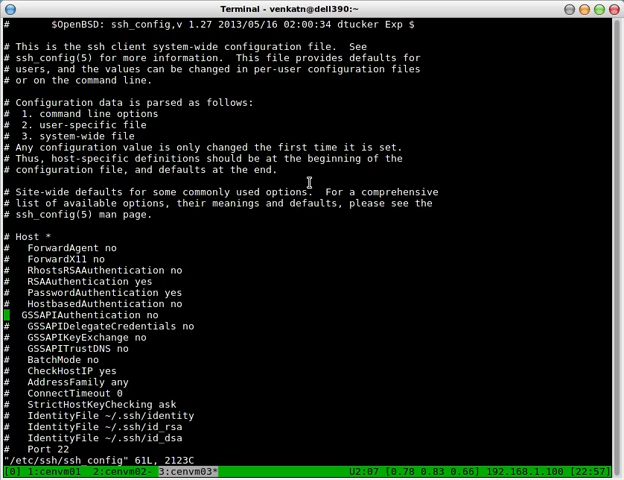 Terminal - venkatn@dell390:~
#       $OpenBSD: ssh_config,v 1.27 2013/05/16 02:00:34 dtucker Exp $
# This is the ssh client system-wide configuration file.  See
# ssh_config(5) for more information.  This file provides defaults for
# users, and the values can be changed in per-user configuration files
# or on the command line.
# Configuration data is parsed as follows:
#  1. command line options
#  2. user-specific file
#  3. system-wide file
# Any configuration value is only changed the first time it is set.
# Thus, host-specific definitions should be at the beginning of the
# configuration file, and defaults at the end.
# Site-wide defaults for some commonly used options.  For a comprehensive
# list of available options, their meanings and defaults, please see the
# ssh_config(5) man page.
# Host *
#   ForwardAgent no
#   ForwardX11 no
#   RhostsRSAAuthentication no
#   RSAAuthentication yes
#   PasswordAuthentication yes
#   HostbasedAuthentication no
GSSAPIAuthentication no
#   GSSAPIDelegateCredentials no
#   GSSAPIKeyExchange no
#   GSSAPITrustDNS no
#   BatchMode no
#   CheckHostIP yes
#   AddressFamily any
#   ConnectTimeout 0
#   StrictHostKeyChecking ask
#   IdentityFile ~/.ssh/identity
#   IdentityFile ~/.ssh/id_rsa
#   IdentityFile ~/.ssh/id_dsa
#   Port 22
"/etc/ssh/ssh_config" 61L, 2123C
[0] 1:cenvm01  2:cenvm02- 3:cenvm03* U2:07 [0.78 0.83 0.66] 192.168.1.100 [22:57]